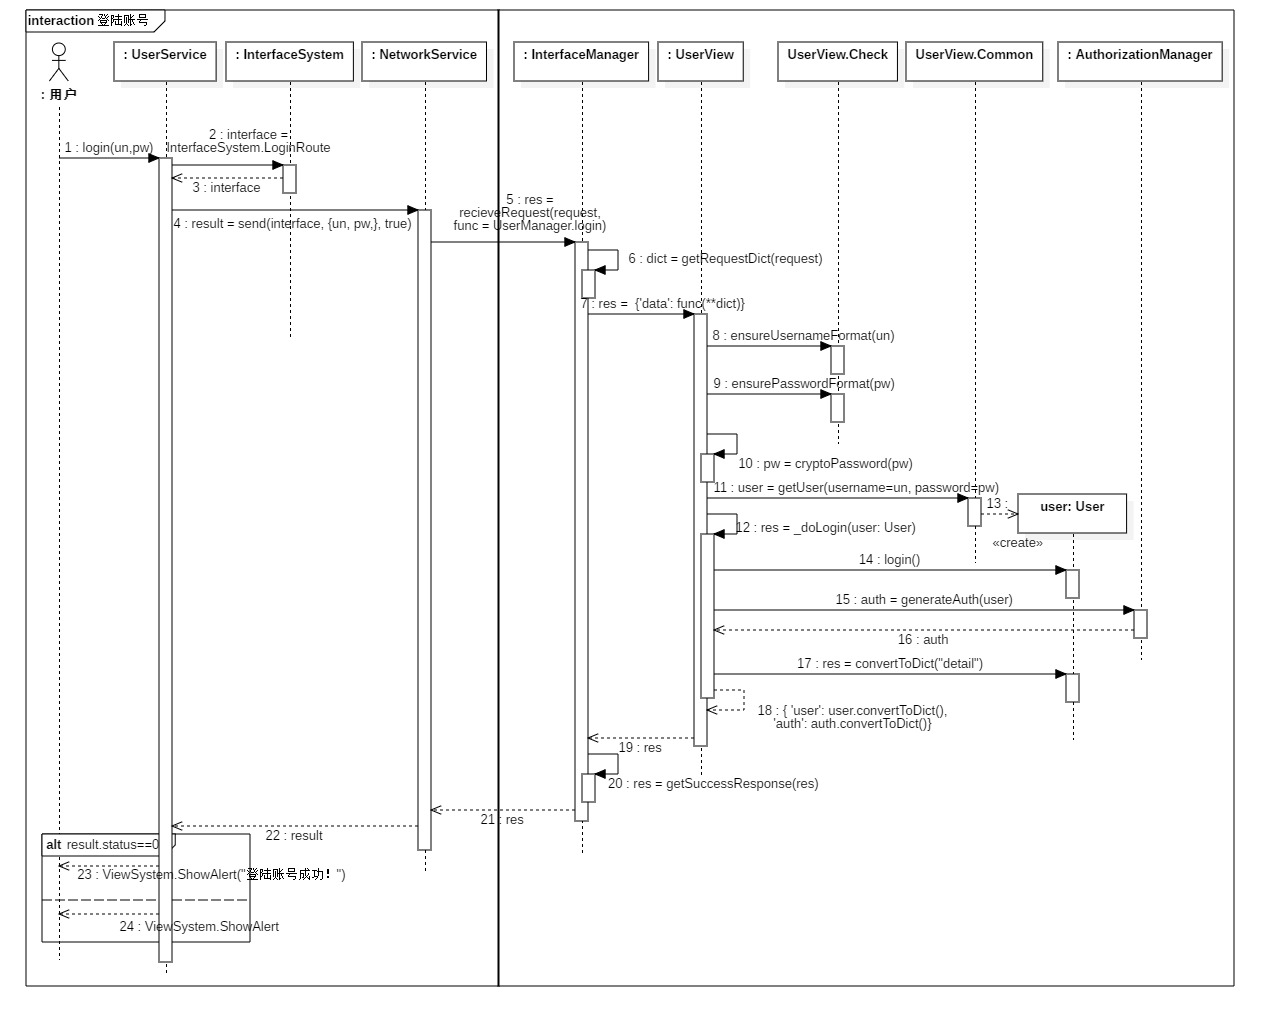 interaction 登陆账号
: 用户
: UserService
: InterfaceSystem
: NetworkService
: InterfaceManager
: UserView
UserView.Check
UserView.Common
: AuthorizationManager
1 : login(un,pw)
2 : interface =
InterfaceSystem.LoginRoute
3 : interface
4 : result = send(interface, {un, pw,}, true)
5 : res =
recieveRequest(request,
func = UserManager.login)
6 : dict = getRequestDict(request)
7 : res =  {'data': func(**dict)}
8 : ensureUsernameFormat(un)
9 : ensurePasswordFormat(pw)
10 : pw = cryptoPassword(pw)
11 : user = getUser(username=un, password=pw)
13 :
user: User
«create»
12 : res = _doLogin(user: User)
14 : login()
15 : auth = generateAuth(user)
16 : auth
17 : res = convertToDict("detail")
18 : { 'user': user.convertToDict(),
'auth': auth.convertToDict()}
19 : res
20 : res = getSuccessResponse(res)
21 : res
22 : result
alt result.status==0
23 : ViewSystem.ShowAlert("登陆账号成功！")
24 : ViewSystem.ShowAlert